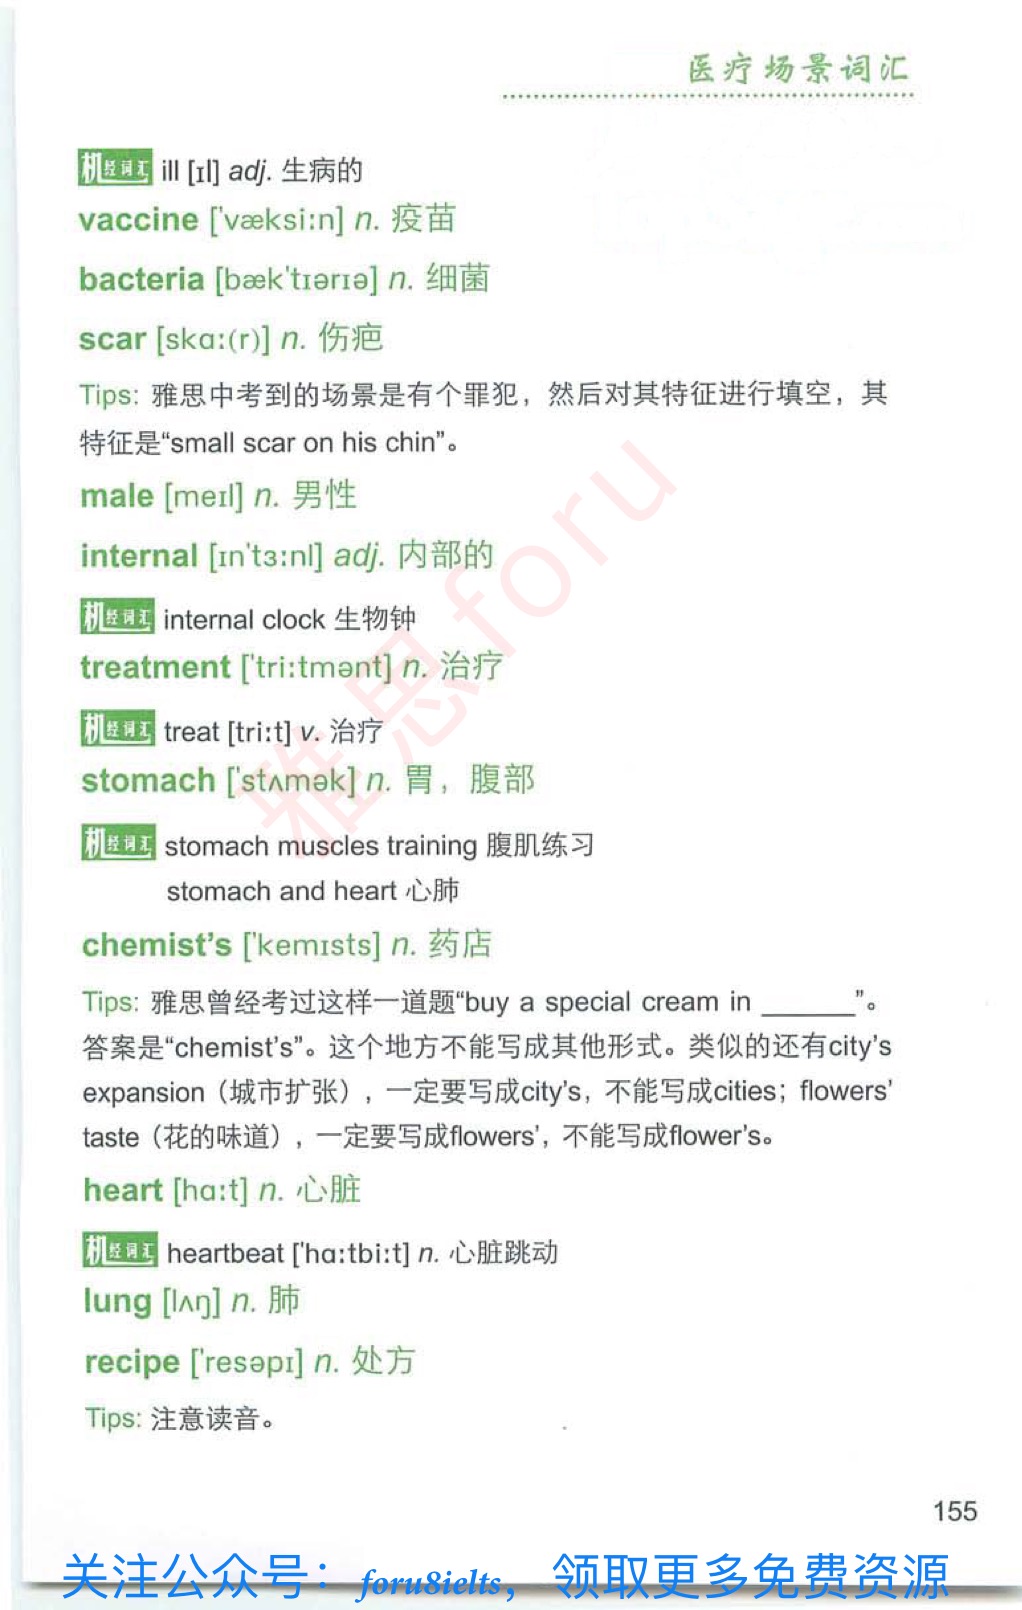 医疗场景词汇
机经词汇 ill [ɪl] adj. 生病的
vaccine ['væksiːn] n. 疫苗
bacteria [bæk'tɪərɪə] n. 细菌
scar [skɑː(r)] n. 伤疤
Tips: 雅思中考到的场景是有个罪犯，然后对其特征进行填空，其
特征是“small scar on his chin”。
male [meɪl] n. 男性
internal [ɪn'tɜːnl] adj. 内部的
机经词汇 internal clock 生物钟
treatment ['triːtmənt] n. 治疗
机经词汇 treat [triːt] v. 治疗
stomach ['stʌmək] n. 胃，腹部
机经词汇 stomach muscles training 腹肌练习
stomach and heart 心肺
chemist’s ['kemɪsts] n. 药店
Tips: 雅思曾经考过这样一道题“buy a special cream in ______”。
答案是“chemist’s”。这个地方不能写成其他形式。类似的还有city’s
expansion（城市扩张），一定要写成city’s，不能写成cities；flowers’
taste（花的味道），一定要写成flowers’，不能写成flower’s。
heart [hɑːt] n. 心脏
机经词汇 heartbeat ['hɑːtbiːt] n. 心脏跳动
lung [lʌŋ] n. 肺
recipe ['resəpɪ] n. 处方
Tips: 注意读音。
155
雅思foru
关注公众号：foru8ielts，领取更多免费资源